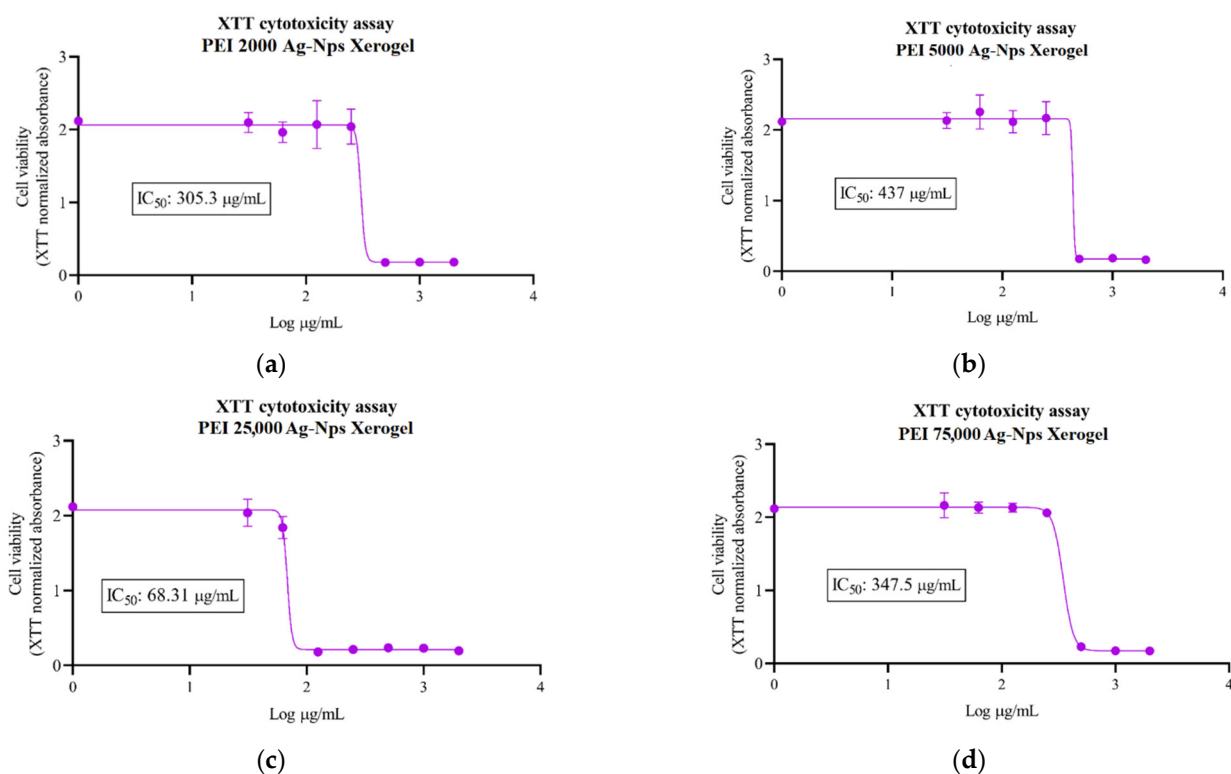 XTT cytotoxicity assay
PEI 2000 Ag-Nps Xerogel
Cell viability
(XTT normalized absorbance)
3
2
1
0
IC50: 305.3 µg/mL
0 1 2 3 4
Log µg/mL
(a)
XTT cytotoxicity assay
PEI 5000 Ag-Nps Xerogel
Cell viability
(XTT normalized absorbance)
3
2
1
0
IC50: 437 µg/mL
0 1 2 3 4
Log µg/mL
(b)
XTT cytotoxicity assay
PEI 25,000 Ag-Nps Xerogel
Cell viability
(XTT normalized absorbance)
3
2
1
0
IC50: 68.31 µg/mL
0 1 2 3 4
Log µg/mL
(c)
XTT cytotoxicity assay
PEI 75,000 Ag-Nps Xerogel
Cell viability
(XTT normalized absorbance)
3
2
1
0
IC50: 347.5 µg/mL
0 1 2 3 4
Log µg/mL
(d)